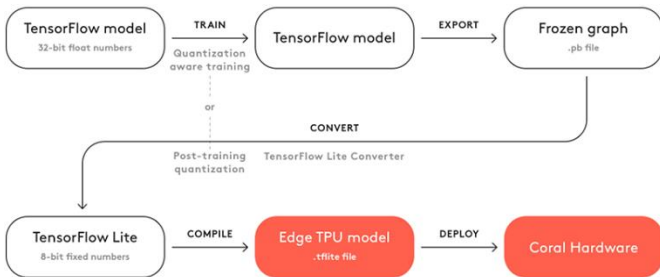 TensorFlow model
32-bit float numbers
TRAIN
Quantization
aware training
TensorFlow model
EXPORT
Frozen graph
.pb file
or
CONVERT
Post-training
quantization
TensorFlow Lite Converter
TensorFlow Lite
8-bit fixed numbers
COMPILE
Edge TPU model
.tflite file
DEPLOY
Coral Hardware